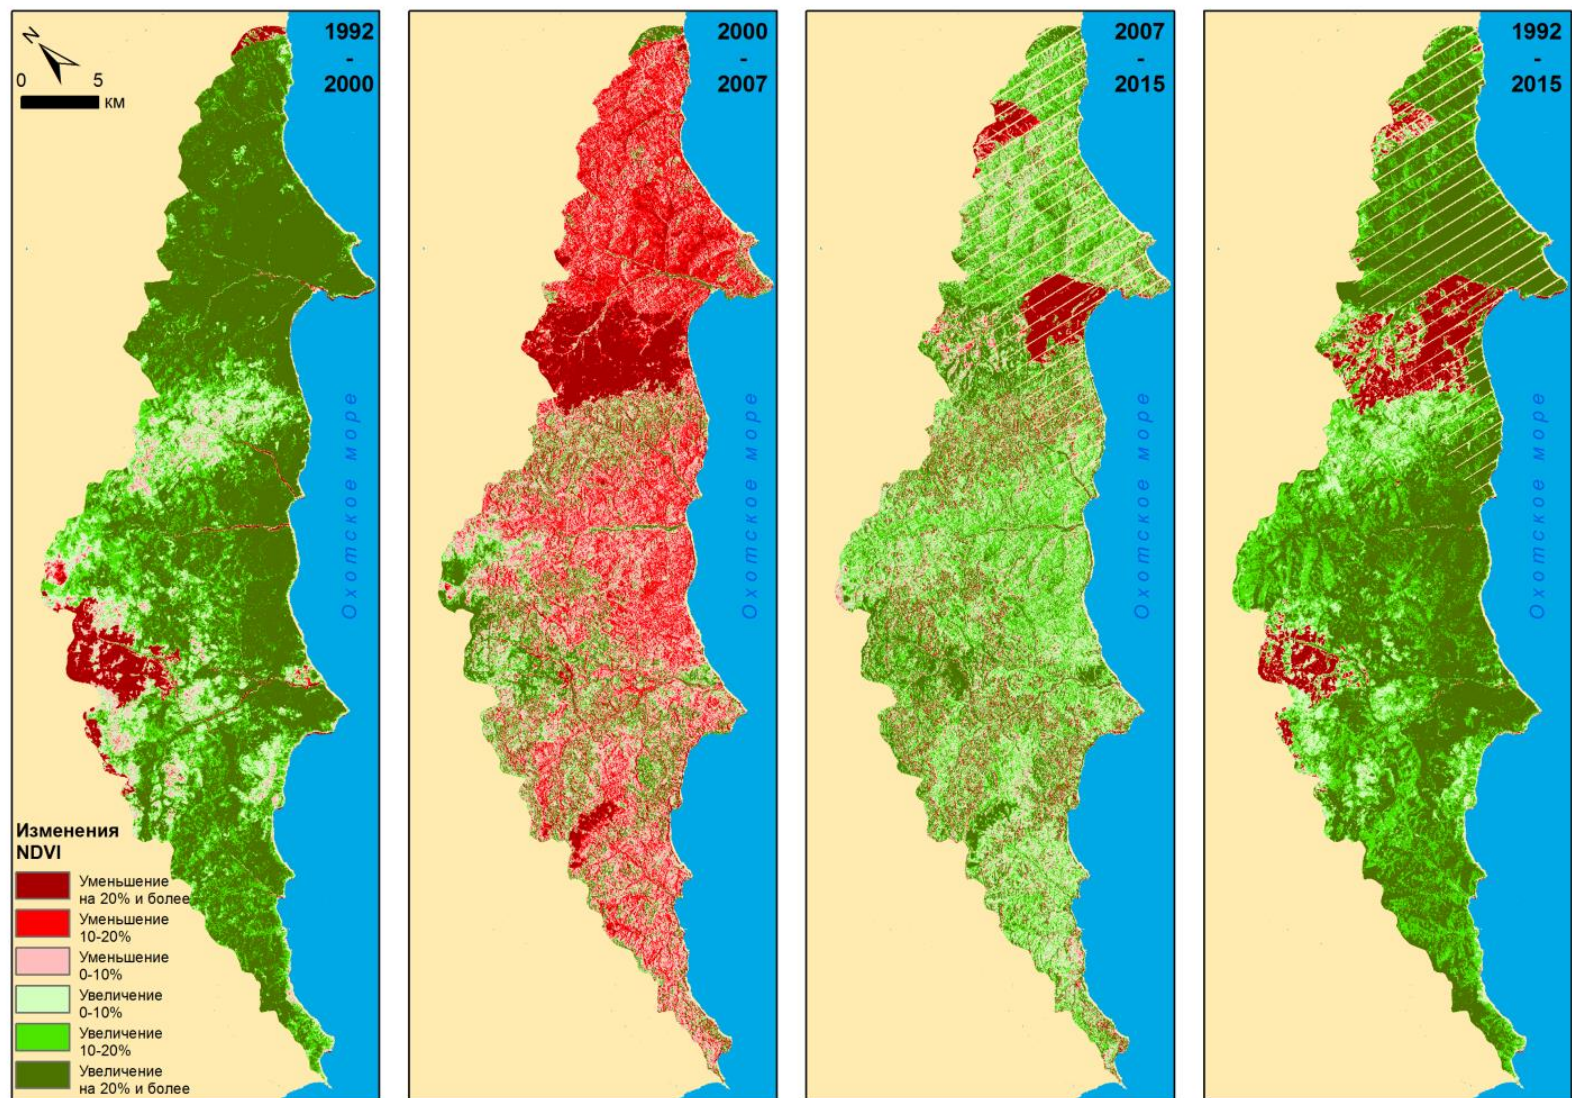 N
0 5
км
1992
-
2000
Охотское море
Изменения
NDVI
Уменьшение
на 20% и более
Уменьшение
10-20%
Уменьшение
0-10%
Увеличение
0-10%
Увеличение
10-20%
Увеличение
на 20% и более
2000
-
2007
Охотское море
2007
-
2015
Охотское море
1992
-
2015
Охотское море